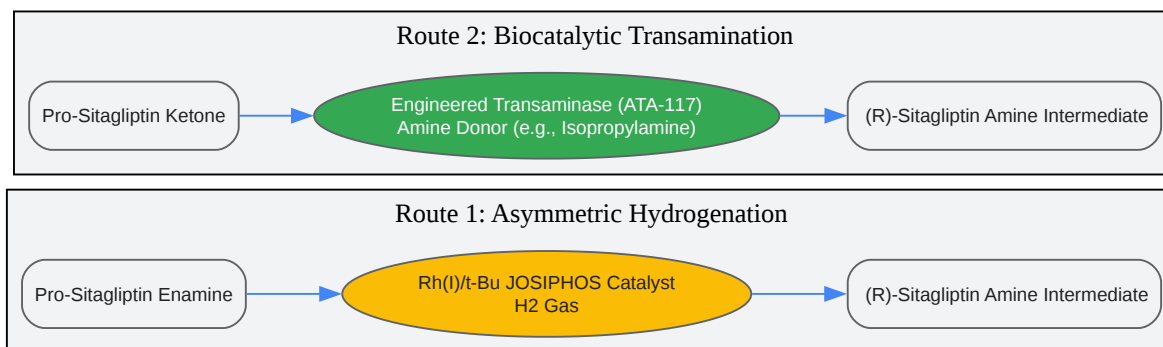 Route 2: Biocatalytic Transamination
Pro-Sitagliptin Ketone
Engineered Transaminase (ATA-117)
Amine Donor (e.g., Isopropylamine)
(R)-Sitagliptin Amine Intermediate
Route 1: Asymmetric Hydrogenation
Pro-Sitagliptin Enamine
Rh(I)/t-Bu JOSIPHOS Catalyst
H2 Gas
(R)-Sitagliptin Amine Intermediate